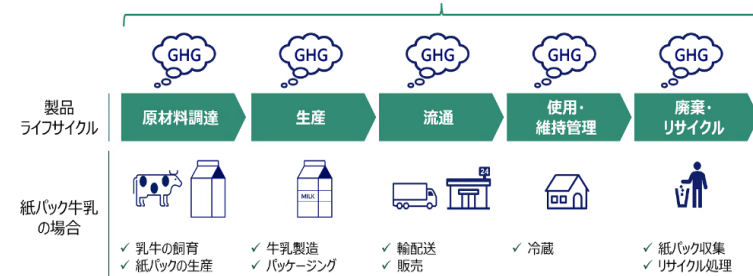 GHG
GHG
GHG
GHG
GHG
製品
ライフサイクル
原材料調達
生産
流通
使用・
維持管理
廃棄・
リサイクル
紙パック牛乳
の場合
MILK
24
✓ 乳牛の飼育
✓ 紙パックの生産
✓ 牛乳製造
✓ パッケージング
✓ 輸配送
✓ 販売
✓ 冷蔵
✓ 紙パック収集
✓ リサイクル処理